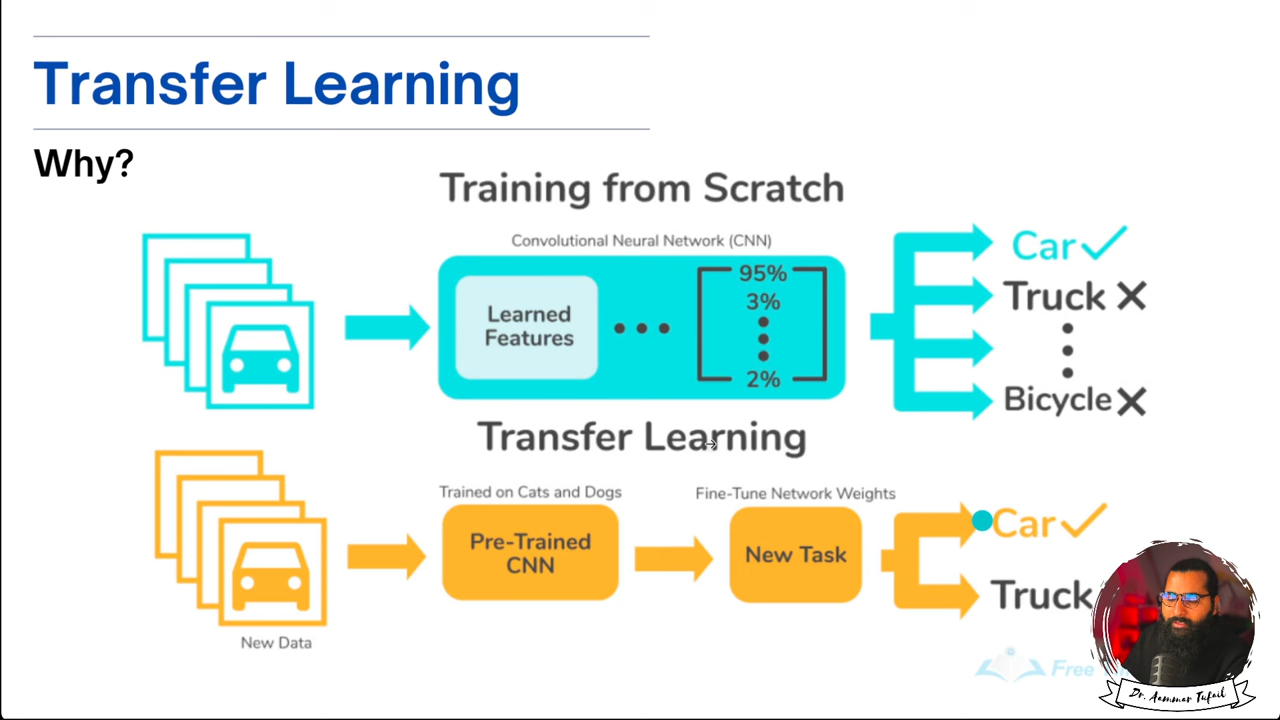 Transfer Learning
Why?
Training from Scratch
Convolutional Neural Network (CNN)
Learned
Features
95%
3%
2%
Car
Truck
Bicycle
Transfer Learning
Trained on Cats and Dogs
Fine-Tune Network Weights
Pre-Trained
CNN
New Task
Car
Truck
New Data
Free
Dr. Aammar Tufail